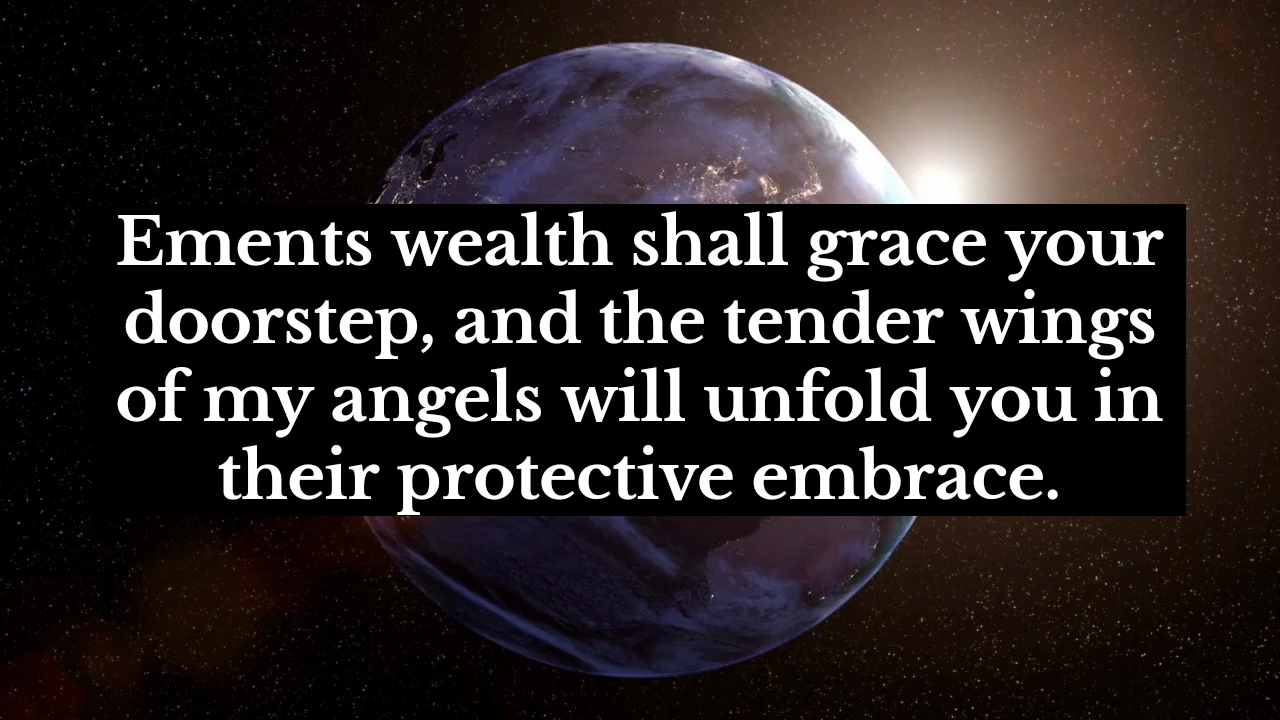 Ements wealth shall grace your
doorstep, and the tender wings
of my angels will unfold you in
their protective embrace.